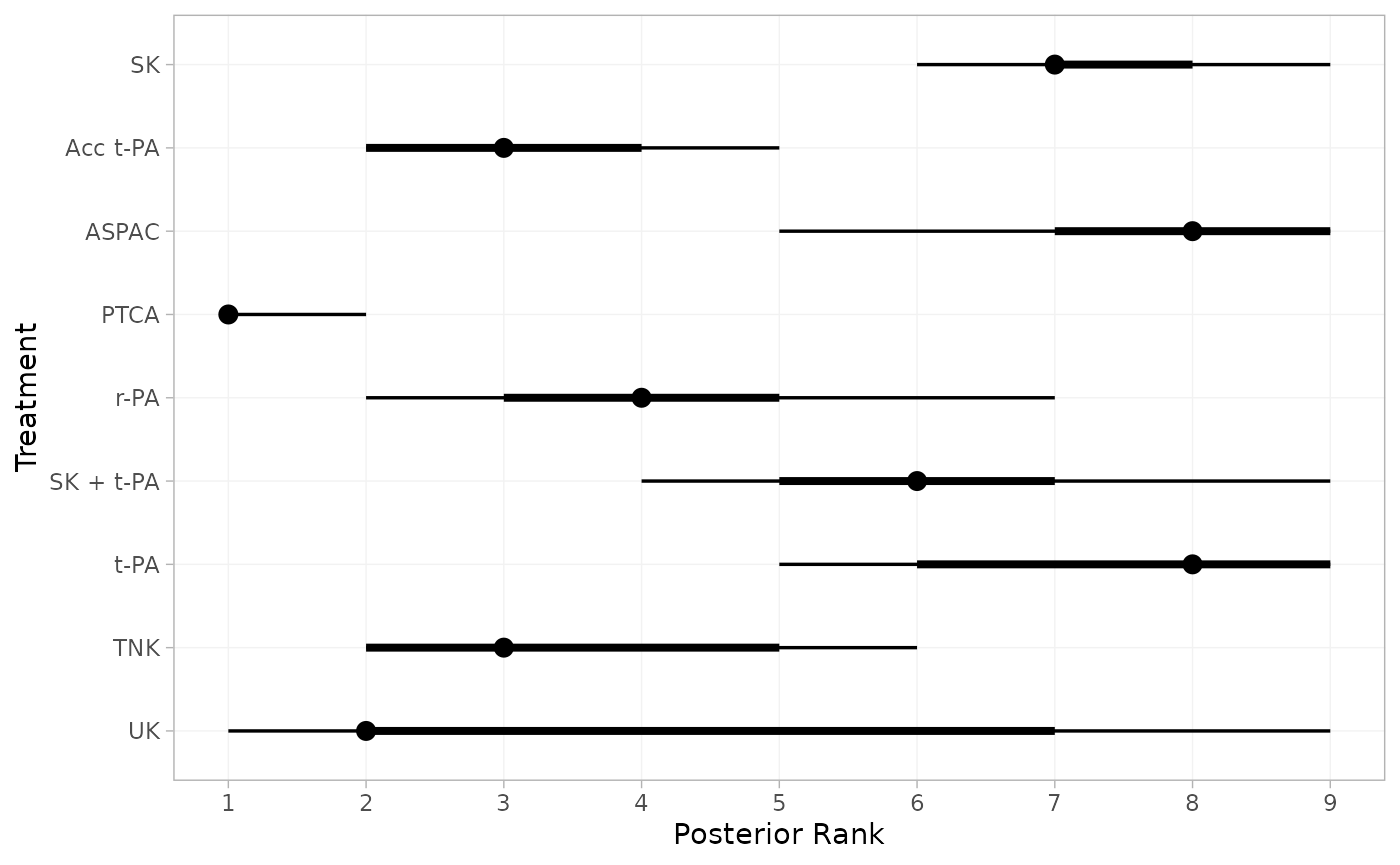 SK
Acc t-PA
ASPAC
PTCA
r-PA
SK + t-PA
t-PA
TNK
UK
Treatment
1 2 3 4 5 6 7 8 9
Posterior Rank